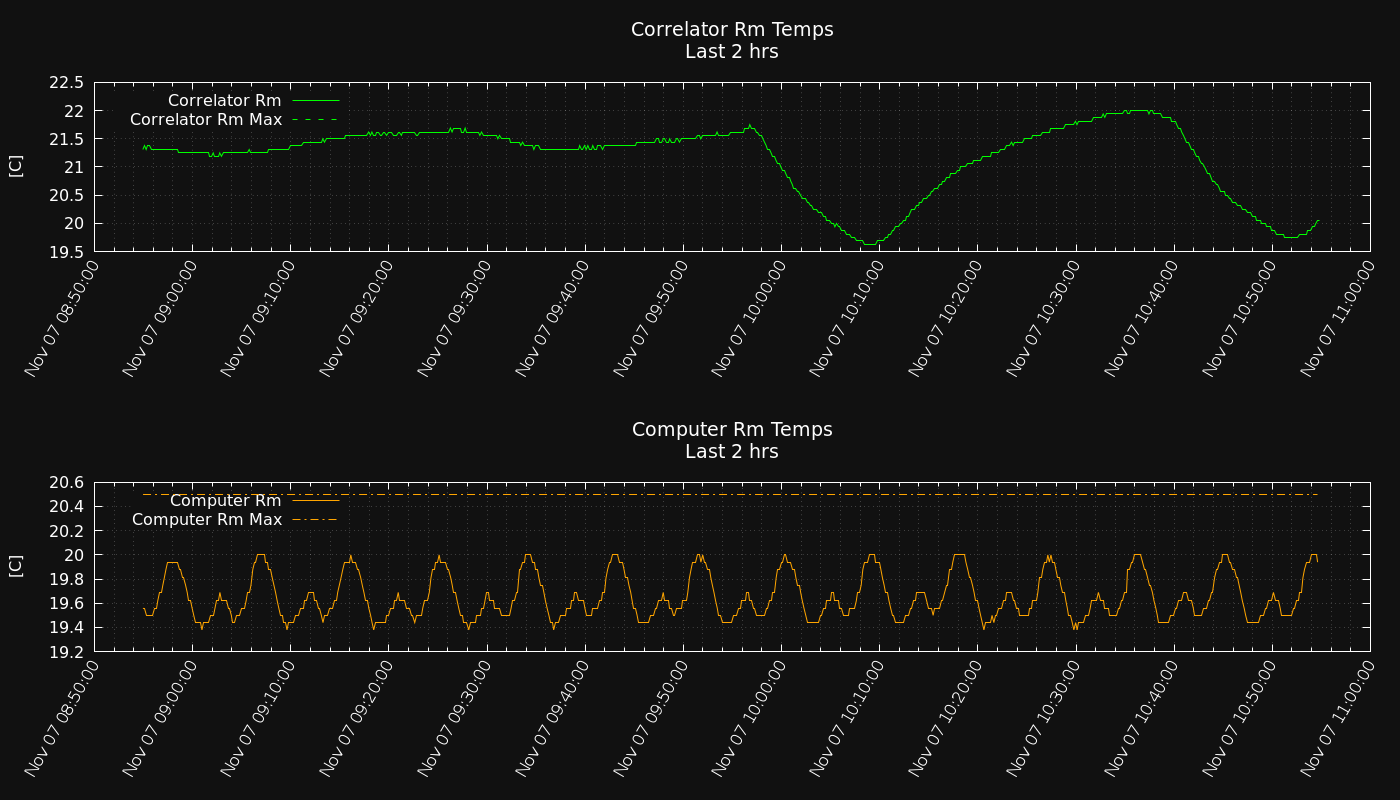 Correlator Rm Temps
Last 2 hrs
22.5
22
21.5
21
20.5
20
19.5
[C]
Correlator Rm
Correlator Rm Max
Nov 07 08:50:00
Nov 07 09:00:00
Nov 07 09:10:00
Nov 07 09:20:00
Nov 07 09:30:00
Nov 07 09:40:00
Nov 07 09:50:00
Nov 07 10:00:00
Nov 07 10:10:00
Nov 07 10:20:00
Nov 07 10:30:00
Nov 07 10:40:00
Nov 07 10:50:00
Nov 07 11:00:00
Computer Rm Temps
Last 2 hrs
20.6
20.4
20.2
20
19.8
19.6
19.4
19.2
[C]
Computer Rm
Computer Rm Max
Nov 07 08:50:00
Nov 07 09:00:00
Nov 07 09:10:00
Nov 07 09:20:00
Nov 07 09:30:00
Nov 07 09:40:00
Nov 07 09:50:00
Nov 07 10:00:00
Nov 07 10:10:00
Nov 07 10:20:00
Nov 07 10:30:00
Nov 07 10:40:00
Nov 07 10:50:00
Nov 07 11:00:00